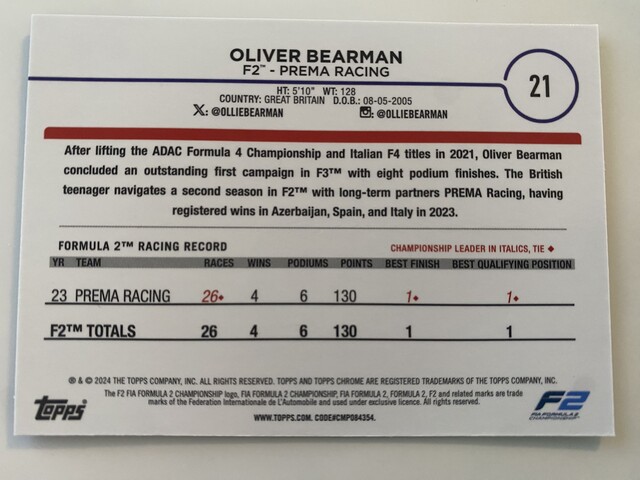 OLIVER BEARMAN
F2™ - PREMA RACING
21
HT: 5'10" WT: 128
COUNTRY: GREAT BRITAIN D.O.B.: 08-05-2005
X: @OLLIEBEARMAN : @OLLIEBEARMAN
After lifting the ADAC Formula 4 Championship and Italian F4 titles in 2021, Oliver Bearman
concluded an outstanding first campaign in F3™ with eight podium finishes. The British
teenager navigates a second season in F2™ with long-term partners PREMA Racing, having
registered wins in Azerbaijan, Spain, and Italy in 2023.
FORMULA 2™ RACING RECORD CHAMPIONSHIP LEADER IN ITALICS, TIE ♦
YR TEAM RACES WINS PODIUMS POINTS BEST FINISH BEST QUALIFYING POSITION
23 PREMA RACING 26♦ 4 6 130 1♦ 1♦
F2™ TOTALS 26 4 6 130 1 1
® & © 2024 THE TOPPS COMPANY, INC. ALL RIGHTS RESERVED. TOPPS AND TOPPS CHROME ARE REGISTERED TRADEMARKS OF THE TOPPS COMPANY, INC.
The F2 FIA FORMULA 2 CHAMPIONSHIP logo, FIA FORMULA 2 CHAMPIONSHIP, FIA FORMULA 2, FORMULA 2, F2 and related marks are trade
marks of the Federation Internationale de L'Automobile and used under exclusive licence. All rights reserved.
WWW.TOPPS.COM. CODE#CMP084354.
Topps
F2
FIA FORMULA 2
CHAMPIONSHIP